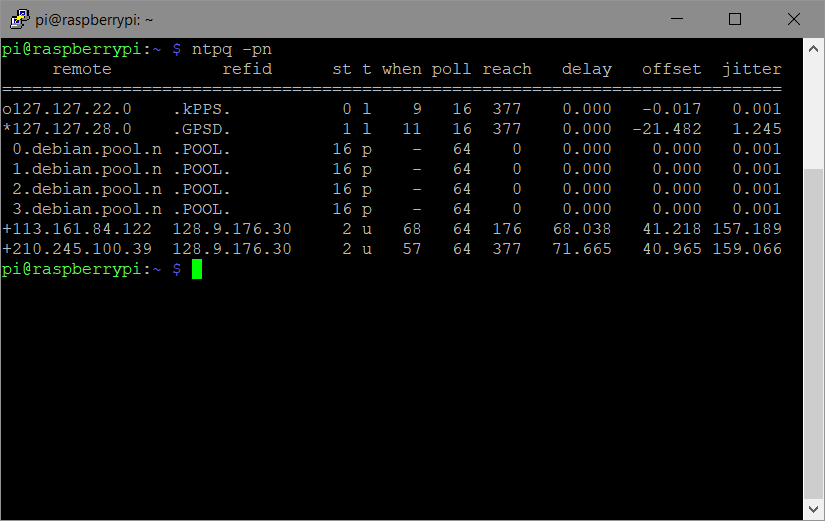 pi@raspberrypi: ~
pi@raspberrypi:~ $ ntpq -pn
     remote           refid      st t when poll reach   delay   offset  jitter
==============================================================================
o127.127.22.0    .kPPS.           0 l    9   16  377    0.000   -0.017   0.001
*127.127.28.0    .GPSD.           1 l   11   16  377    0.000  -21.482   1.245
 0.debian.pool.n .POOL.          16 p    -   64    0    0.000    0.000   0.001
 1.debian.pool.n .POOL.          16 p    -   64    0    0.000    0.000   0.001
 2.debian.pool.n .POOL.          16 p    -   64    0    0.000    0.000   0.001
 3.debian.pool.n .POOL.          16 p    -   64    0    0.000    0.000   0.001
+113.161.84.122  128.9.176.30     2 u   68   64  176   68.038   41.218 157.189
+210.245.100.39  128.9.176.30     2 u   57   64  377   71.665   40.965 159.066
pi@raspberrypi:~ $